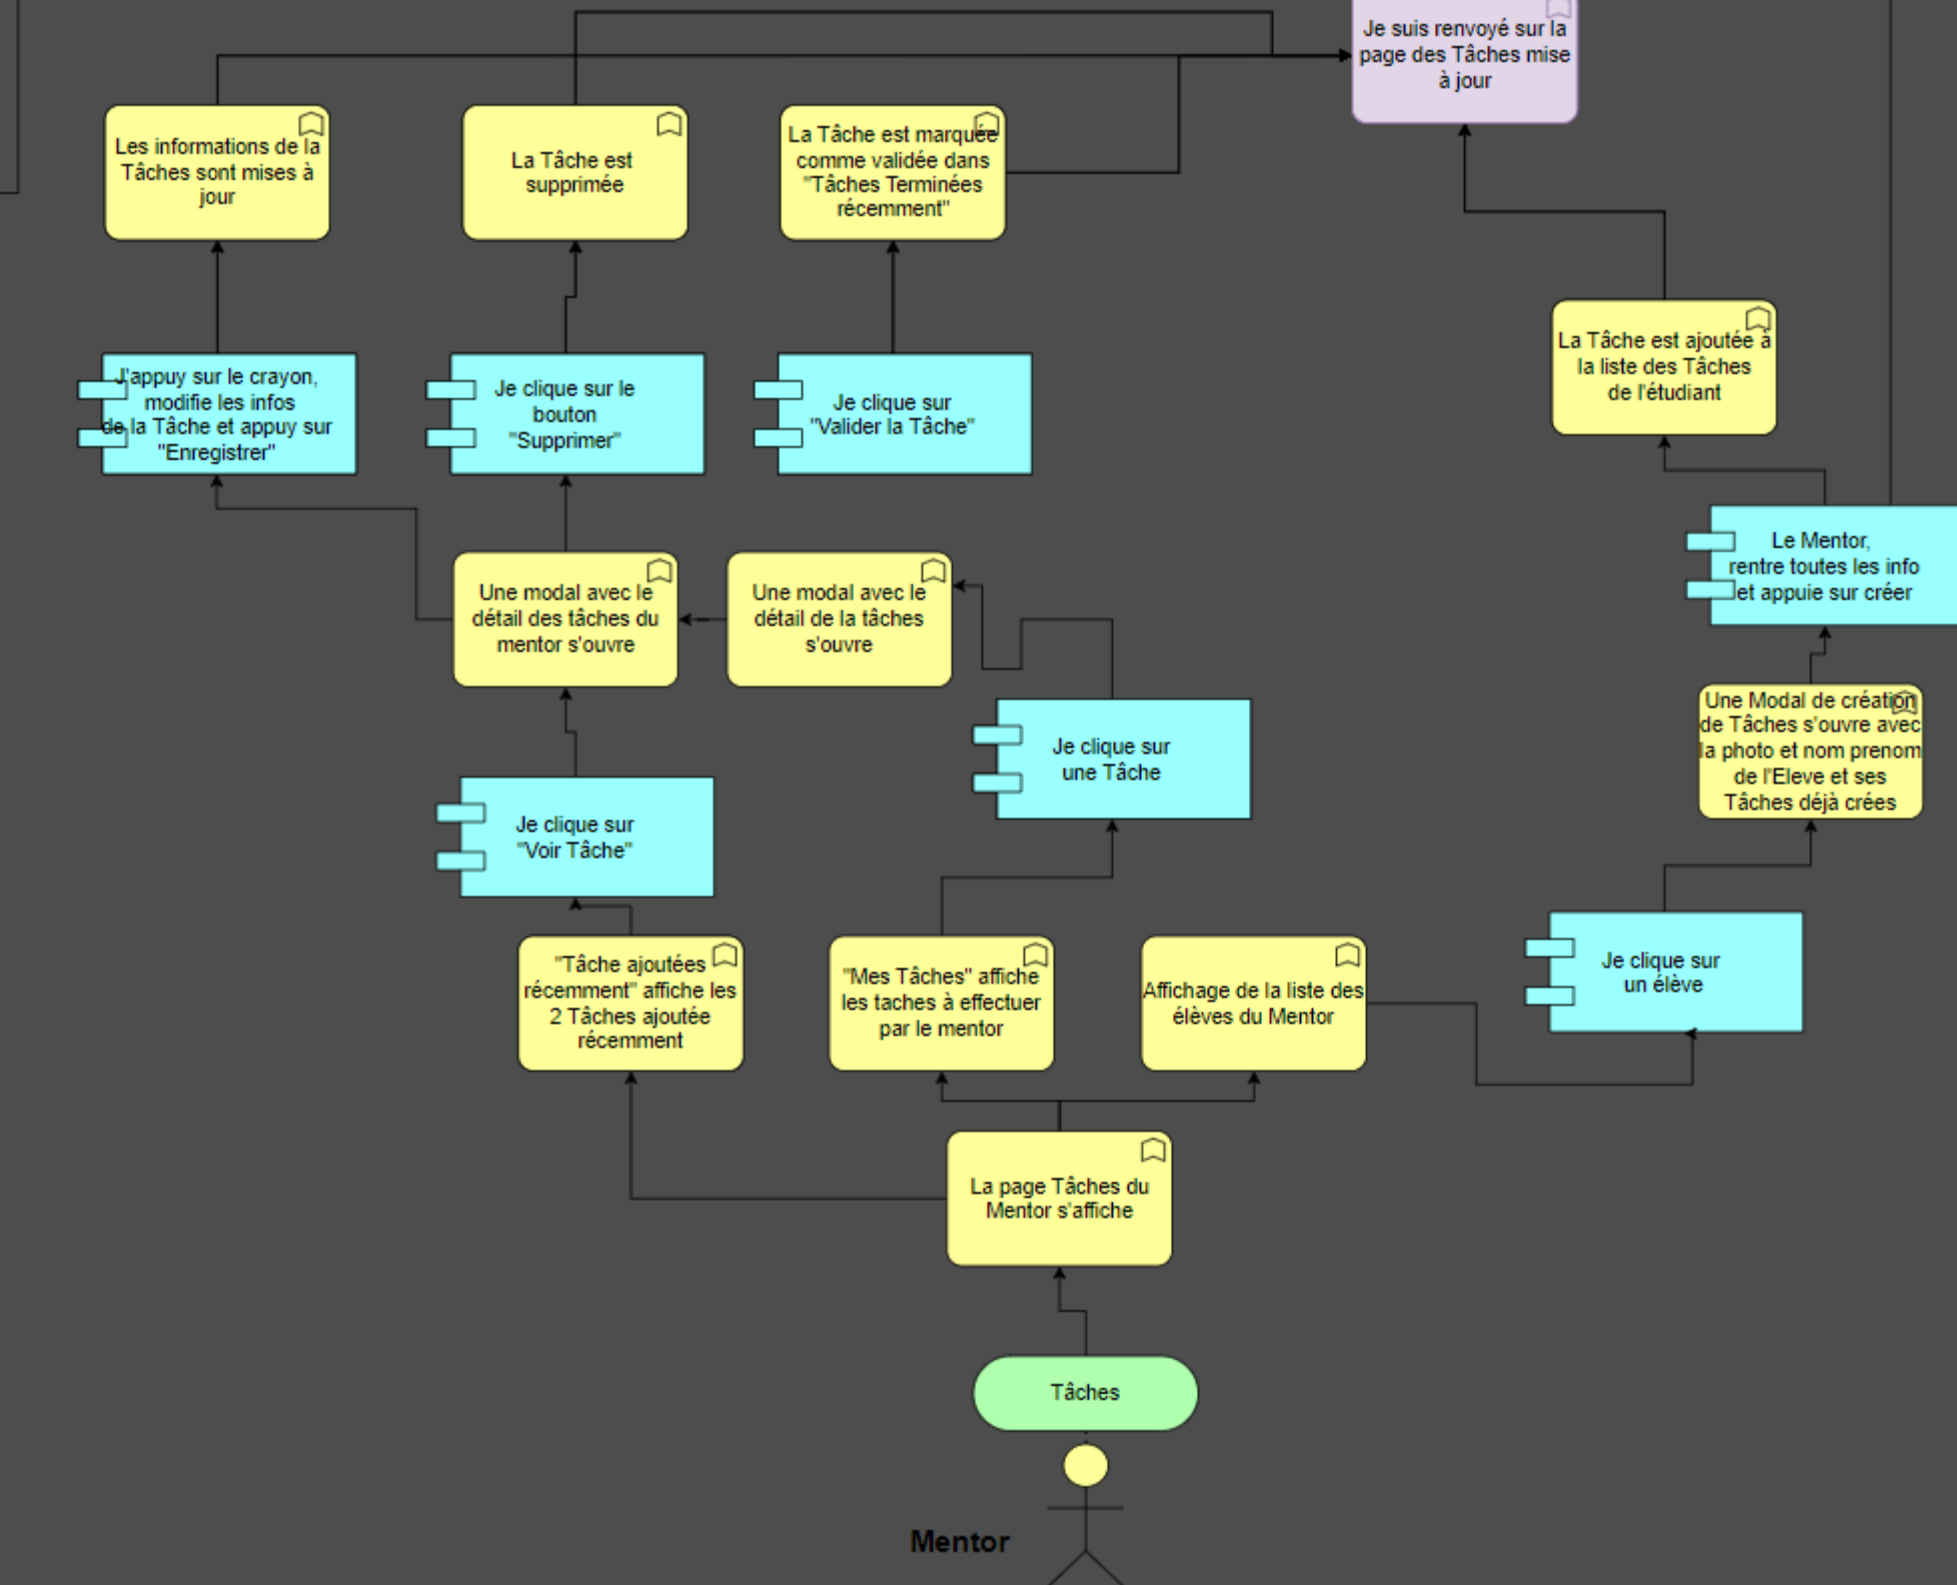 Je suis renvoyé sur la
page des Tâches mise
à jour
Les informations de la
Tâches sont mises à
jour
La Tâche est
supprimée
La Tâche est marquée
comme validée dans
"Tâches Terminées
récemment"
La Tâche est ajoutée à
la liste des Tâches
de l'étudiant
J'appuy sur le crayon,
modifie les infos
de la Tâche et appuy sur
"Enregistrer"
Je clique sur le
bouton
"Supprimer"
Je clique sur
"Valider la Tâche"
Le Mentor,
rentre toutes les info
et appuie sur créer
Une modal avec le
détail des tâches du
mentor s'ouvre
Une modal avec le
détail de la tâches
s'ouvre
Une Modal de création
de Tâches s'ouvre avec
la photo et nom prenom
de l'Eleve et ses
Tâches déjà crées
Je clique sur
une Tâche
Je clique sur
"Voir Tâche"
"Tâche ajoutées
récemment" affiche les
2 Tâches ajoutée
récemment
"Mes Tâches" affiche
les taches à effectuer
par le mentor
Affichage de la liste des
élèves du Mentor
Je clique sur
un élève
La page Tâches du
Mentor s'affiche
Tâches
Mentor